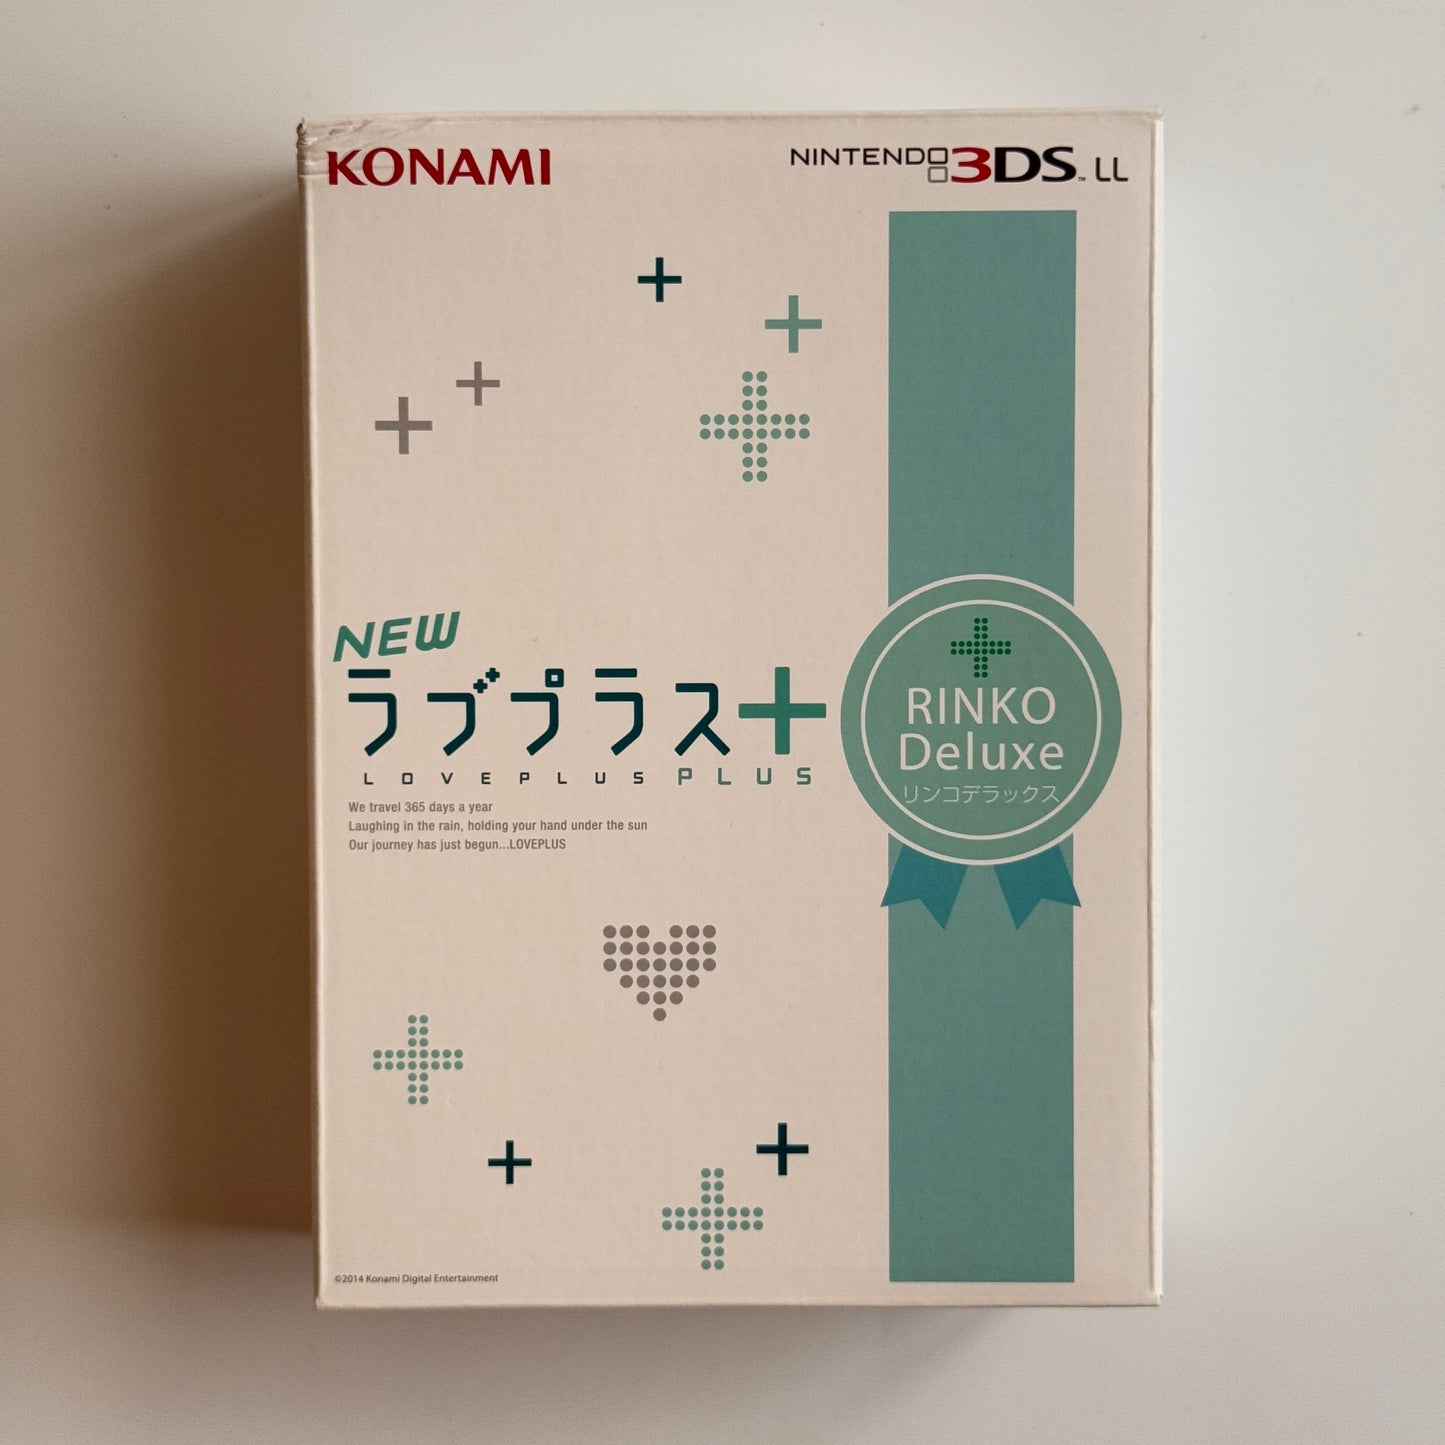 KONAMI
NINTENDO 3DS™ LL
NEW
ラブプラス+
LOVEPLUS PLUS
We travel 365 days a year
Laughing in the rain, holding your hand under the sun
Our journey has just begun...LOVEPLUS
RINKO
Deluxe
リンコデラックス
©2014 Konami Digital Entertainment